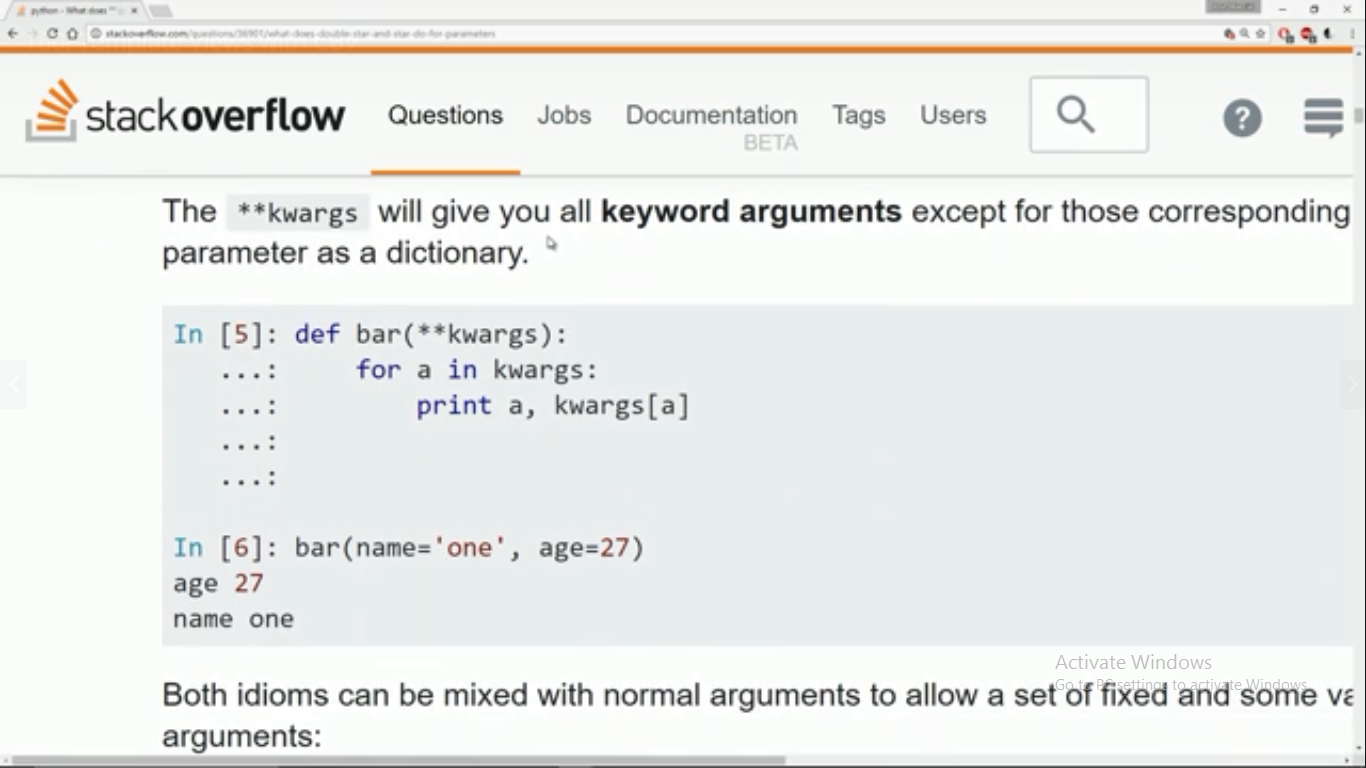 python - What does ** 
stackoverflow.com/questions/36901/what-does-double-star-and-star-do-for-parameters
stackoverflow Questions Jobs Documentation Tags Users
BETA
The **kwargs will give you all keyword arguments except for those corresponding
parameter as a dictionary.
In [5]: def bar(**kwargs):
   ...:     for a in kwargs:
   ...:         print a, kwargs[a]
   ...:
   ...:
In [6]: bar(name='one', age=27)
age 27
name one
Activate Windows
Go to PC settings to activate Windows.
Both idioms can be mixed with normal arguments to allow a set of fixed and some va
arguments: